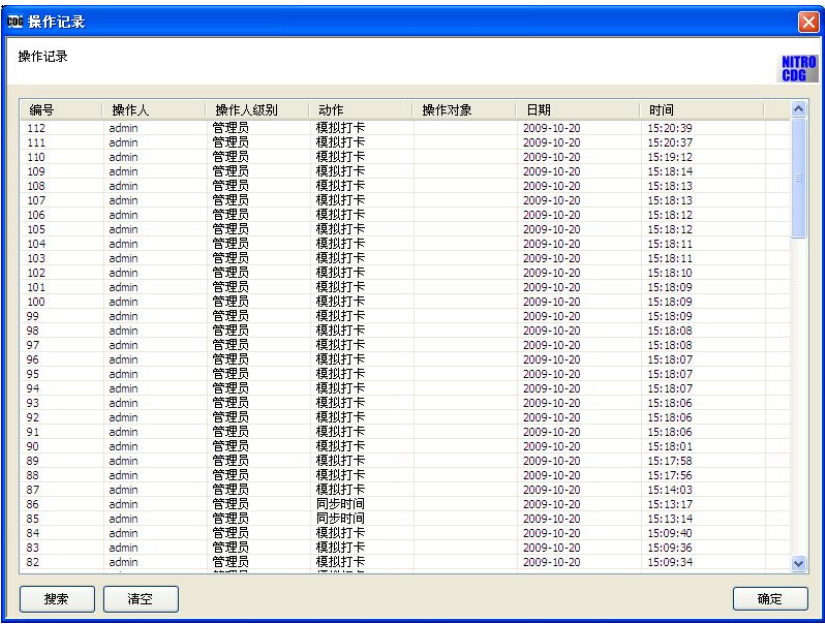 CDG 操作记录
操作记录
NITRO
CDG
编号 操作人 操作人级别 动作 操作对象 日期 时间
112 admin 管理员 模拟打卡 2009-10-20 15:20:39
111 admin 管理员 模拟打卡 2009-10-20 15:20:37
110 admin 管理员 模拟打卡 2009-10-20 15:19:12
109 admin 管理员 模拟打卡 2009-10-20 15:18:14
108 admin 管理员 模拟打卡 2009-10-20 15:18:13
107 admin 管理员 模拟打卡 2009-10-20 15:18:13
106 admin 管理员 模拟打卡 2009-10-20 15:18:12
105 admin 管理员 模拟打卡 2009-10-20 15:18:12
104 admin 管理员 模拟打卡 2009-10-20 15:18:11
103 admin 管理员 模拟打卡 2009-10-20 15:18:11
102 admin 管理员 模拟打卡 2009-10-20 15:18:10
101 admin 管理员 模拟打卡 2009-10-20 15:18:09
100 admin 管理员 模拟打卡 2009-10-20 15:18:09
99 admin 管理员 模拟打卡 2009-10-20 15:18:09
98 admin 管理员 模拟打卡 2009-10-20 15:18:08
97 admin 管理员 模拟打卡 2009-10-20 15:18:08
96 admin 管理员 模拟打卡 2009-10-20 15:18:07
95 admin 管理员 模拟打卡 2009-10-20 15:18:07
94 admin 管理员 模拟打卡 2009-10-20 15:18:07
93 admin 管理员 模拟打卡 2009-10-20 15:18:06
92 admin 管理员 模拟打卡 2009-10-20 15:18:06
91 admin 管理员 模拟打卡 2009-10-20 15:18:06
90 admin 管理员 模拟打卡 2009-10-20 15:18:01
89 admin 管理员 模拟打卡 2009-10-20 15:17:58
88 admin 管理员 模拟打卡 2009-10-20 15:17:56
87 admin 管理员 模拟打卡 2009-10-20 15:14:03
86 admin 管理员 同步时间 2009-10-20 15:13:17
85 admin 管理员 同步时间 2009-10-20 15:13:14
84 admin 管理员 模拟打卡 2009-10-20 15:09:40
83 admin 管理员 模拟打卡 2009-10-20 15:09:36
82 admin 管理员 模拟打卡 2009-10-20 15:09:34
搜索 清空 确定